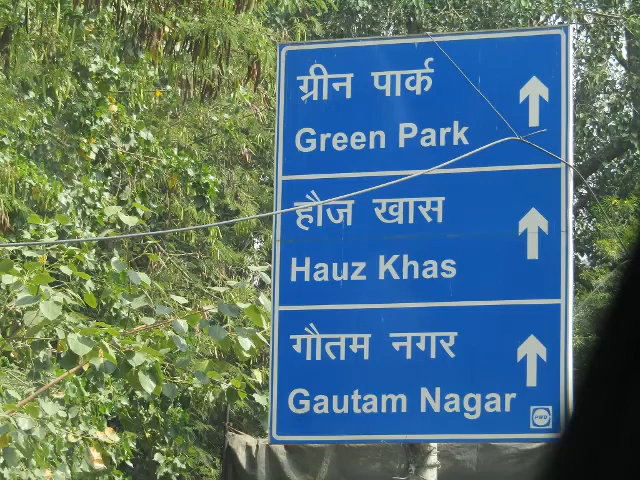 ग्रीन पार्क
Green Park
हौज खास
Hauz Khas
गौतम नगर
Gautam Nagar
PWD